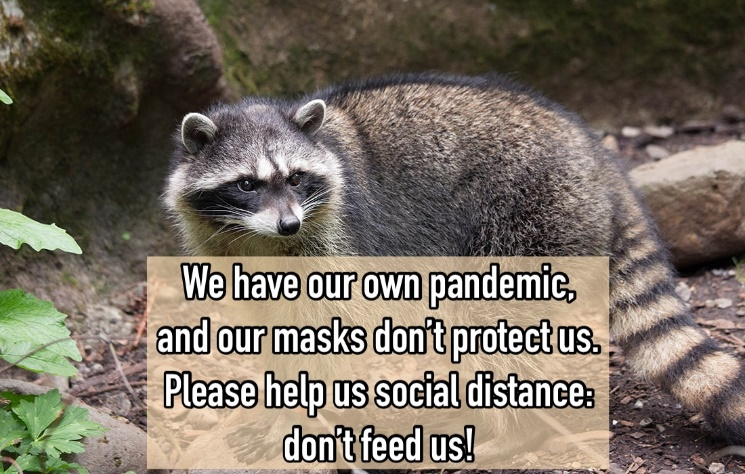 We have our own pandemic,
and our masks don't protect us.
Please help us social distance:
don't feed us!